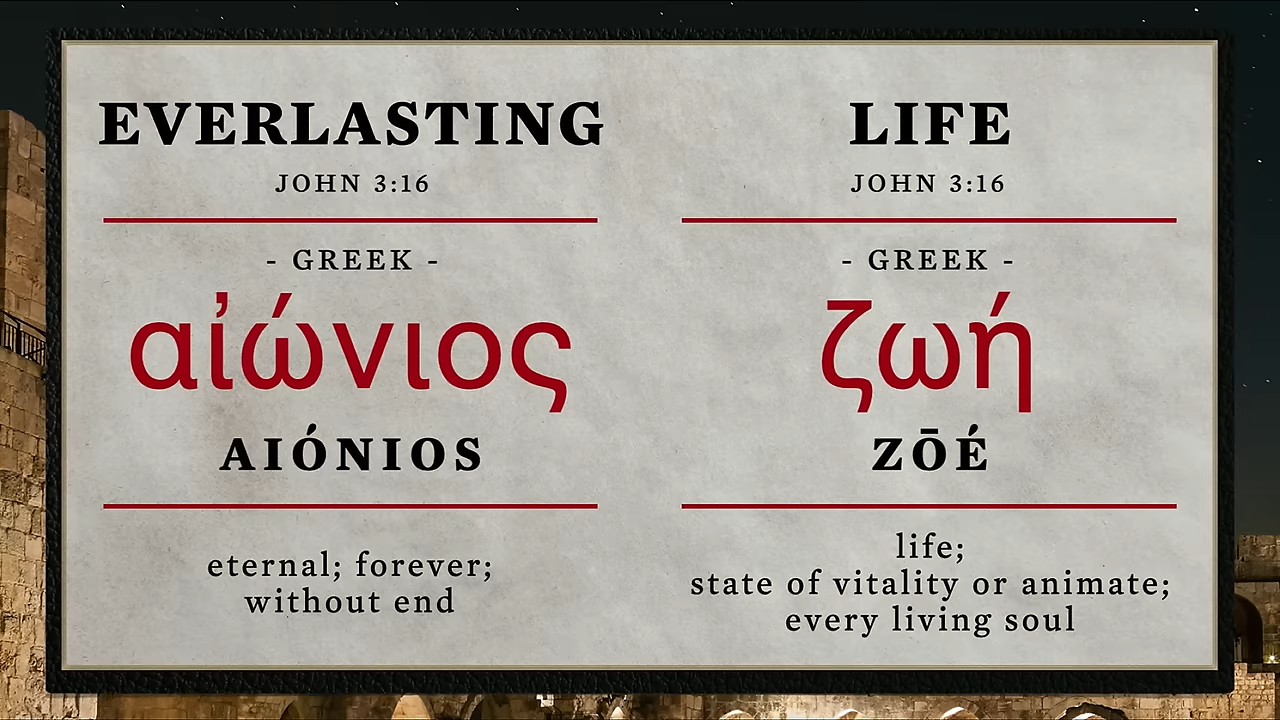 EVERLASTING
JOHN 3:16
- GREEK -
αἰώνιος
AIÓNIOS
eternal; forever;
without end
LIFE
JOHN 3:16
- GREEK -
ζωή
ZŌÉ
life;
state of vitality or animate;
every living soul